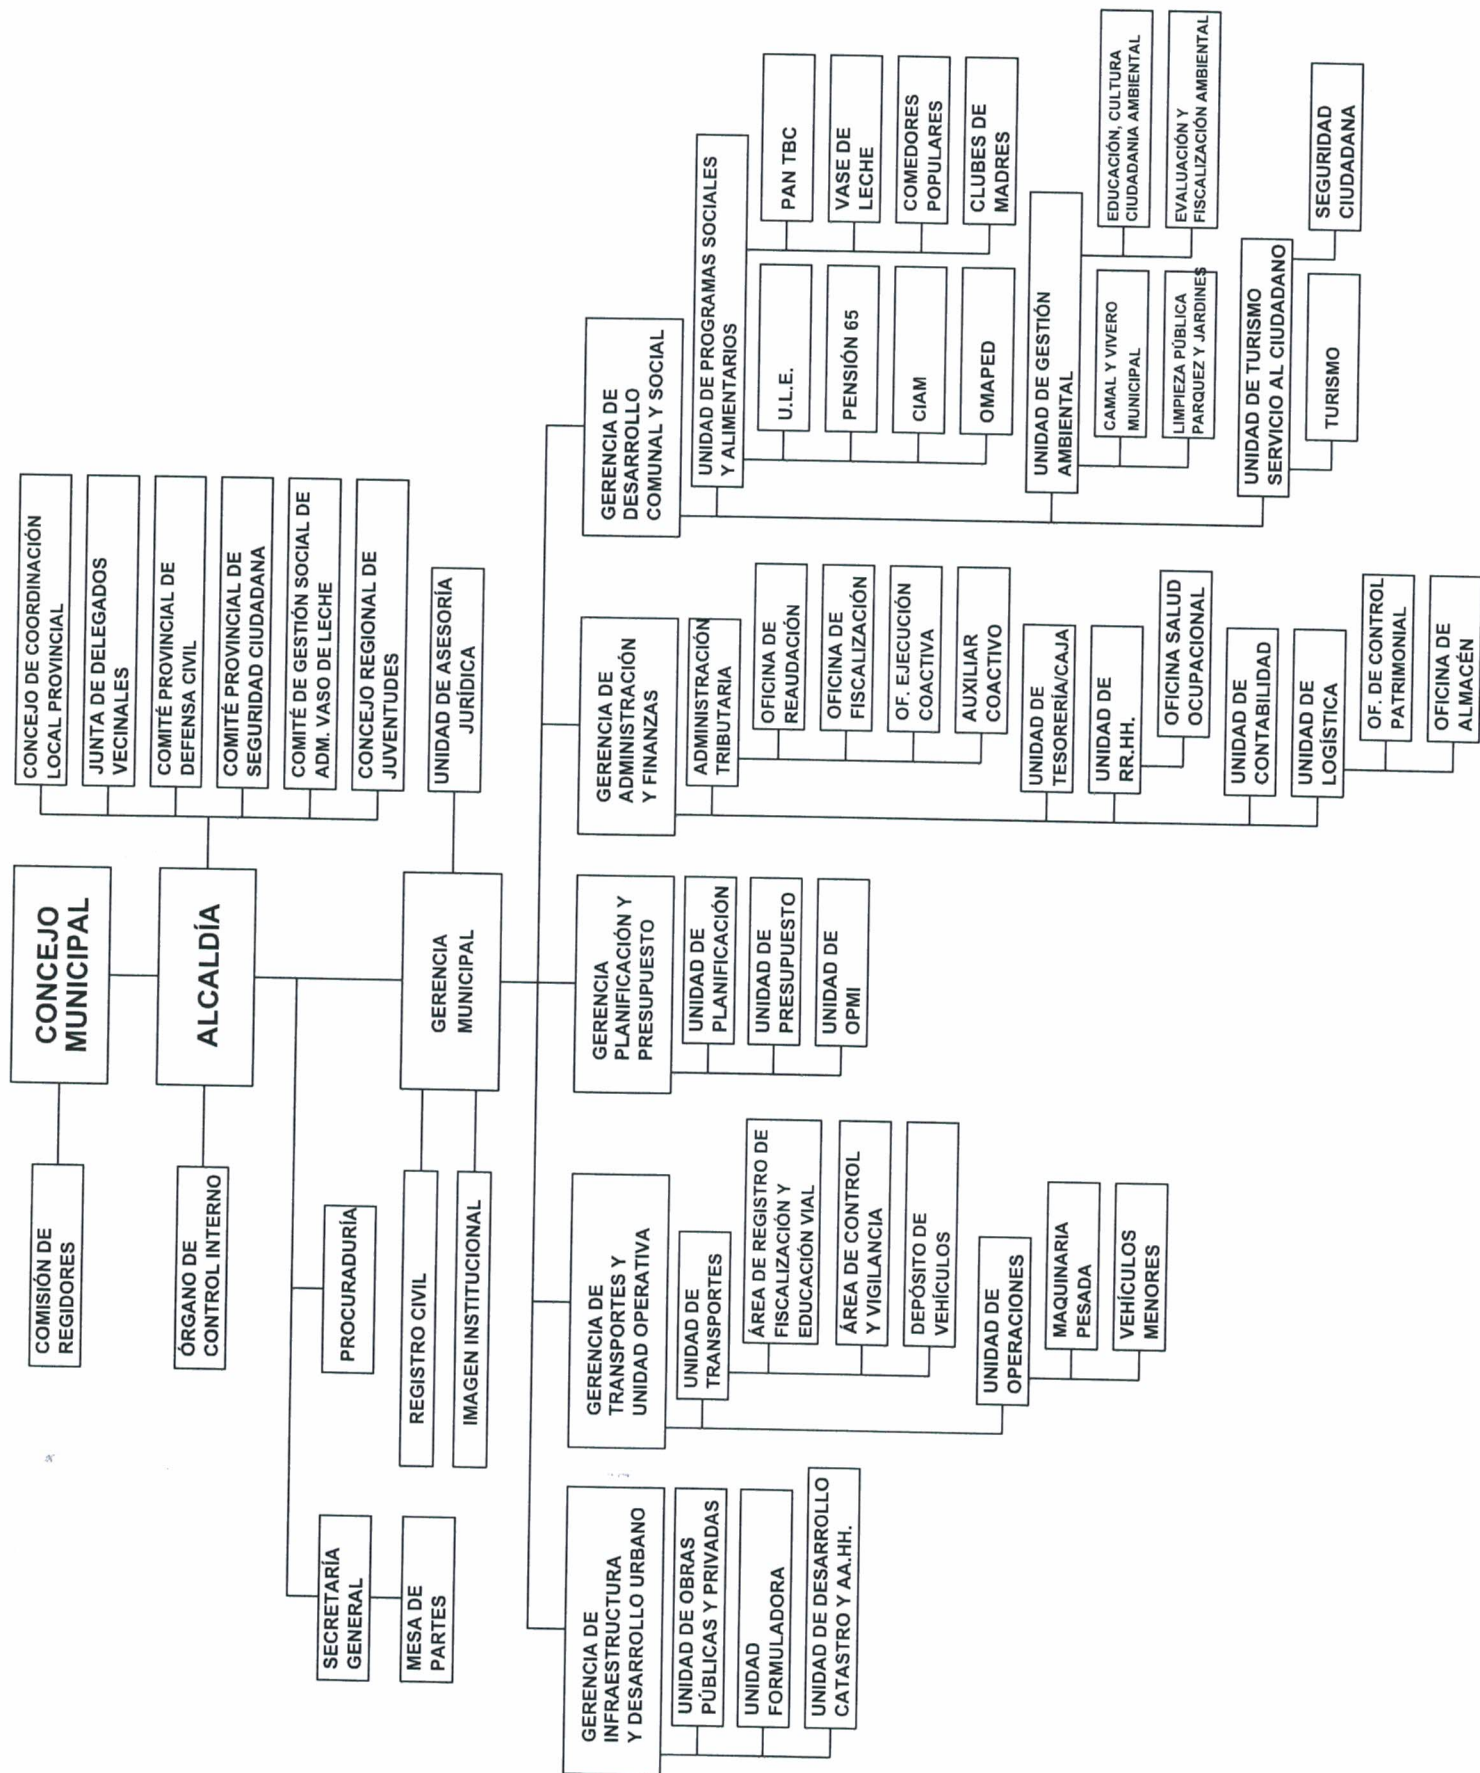 CONCEJO
MUNICIPAL
COMISIÓN DE
REGIDORES
ALCALDÍA
ÓRGANO DE
CONTROL INTERNO
CONCEJO DE COORDINACIÓN
LOCAL PROVINCIAL
JUNTA DE DELEGADOS
VECINALES
COMITÉ PROVINCIAL DE
DEFENSA CIVIL
COMITÉ PROVINCIAL DE
SEGURIDAD CIUDADANA
COMITÉ DE GESTIÓN SOCIAL DE
ADM. VASO DE LECHE
CONCEJO REGIONAL DE
JUVENTUDES
SECRETARÍA
GENERAL
MESA DE
PARTES
PROCURADURÍA
GERENCIA
MUNICIPAL
REGISTRO CIVIL
IMAGEN INSTITUCIONAL
UNIDAD DE ASESORÍA
JURÍDICA
GERENCIA DE
INFRAESTRUCTURA
Y DESARROLLO URBANO
UNIDAD DE OBRAS
PÚBLICAS Y PRIVADAS
UNIDAD
FORMULADORA
UNIDAD DE DESARROLLO
CATASTRO Y AA.HH.
GERENCIA DE
TRANSPORTES Y
UNIDAD OPERATIVA
UNIDAD DE
TRANSPORTES
ÁREA DE REGISTRO DE
FISCALIZACIÓN Y
EDUCACIÓN VIAL
ÁREA DE CONTROL
Y VIGILANCIA
DEPÓSITO DE
VEHÍCULOS
UNIDAD DE
OPERACIONES
MAQUINARIA
PESADA
VEHÍCULOS
MENORES
GERENCIA
PLANIFICACIÓN Y
PRESUPUESTO
UNIDAD DE
PLANIFICACIÓN
UNIDAD DE
PRESUPUESTO
UNIDAD DE
OPMI
GERENCIA DE
ADMINISTRACIÓN
Y FINANZAS
ADMINISTRACIÓN
TRIBUTARIA
OFICINA DE
REAUDACIÓN
OFICINA DE
FISCALIZACIÓN
OF. EJECUCIÓN
COACTIVA
AUXILIAR
COACTIVO
UNIDAD DE
TESORERÍA/CAJA
UNIDAD DE
RR.HH.
OFICINA SALUD
OCUPACIONAL
UNIDAD DE
CONTABILIDAD
UNIDAD DE
LOGÍSTICA
OF. DE CONTROL
PATRIMONIAL
OFICINA DE
ALMACÉN
GERENCIA DE
DESARROLLO
COMUNAL Y SOCIAL
UNIDAD DE PROGRAMAS SOCIALES
Y ALIMENTARIOS
U.L.E.
PENSIÓN 65
CIAM
OMAPED
PAN TBC
VASE DE
LECHE
COMEDORES
POPULARES
CLUBES DE
MADRES
UNIDAD DE GESTIÓN
AMBIENTAL
CAMAL Y VIVERO
MUNICIPAL
LIMPIEZA PÚBLICA
PARQUEZ Y JARDINES
EDUCACIÓN, CULTURA
CIUDADANIA AMBIENTAL
EVALUACIÓN Y
FISCALIZACIÓN AMBIENTAL
UNIDAD DE TURISMO
SERVICIO AL CIUDADANO
TURISMO
SEGURIDAD
CIUDADANA